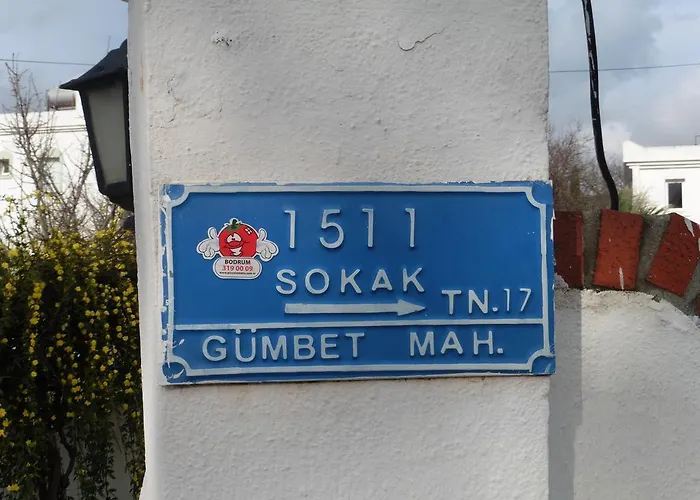 1511
SOKAK
TN.17
GÜMBET MAH.
BODRUM
319 00 09